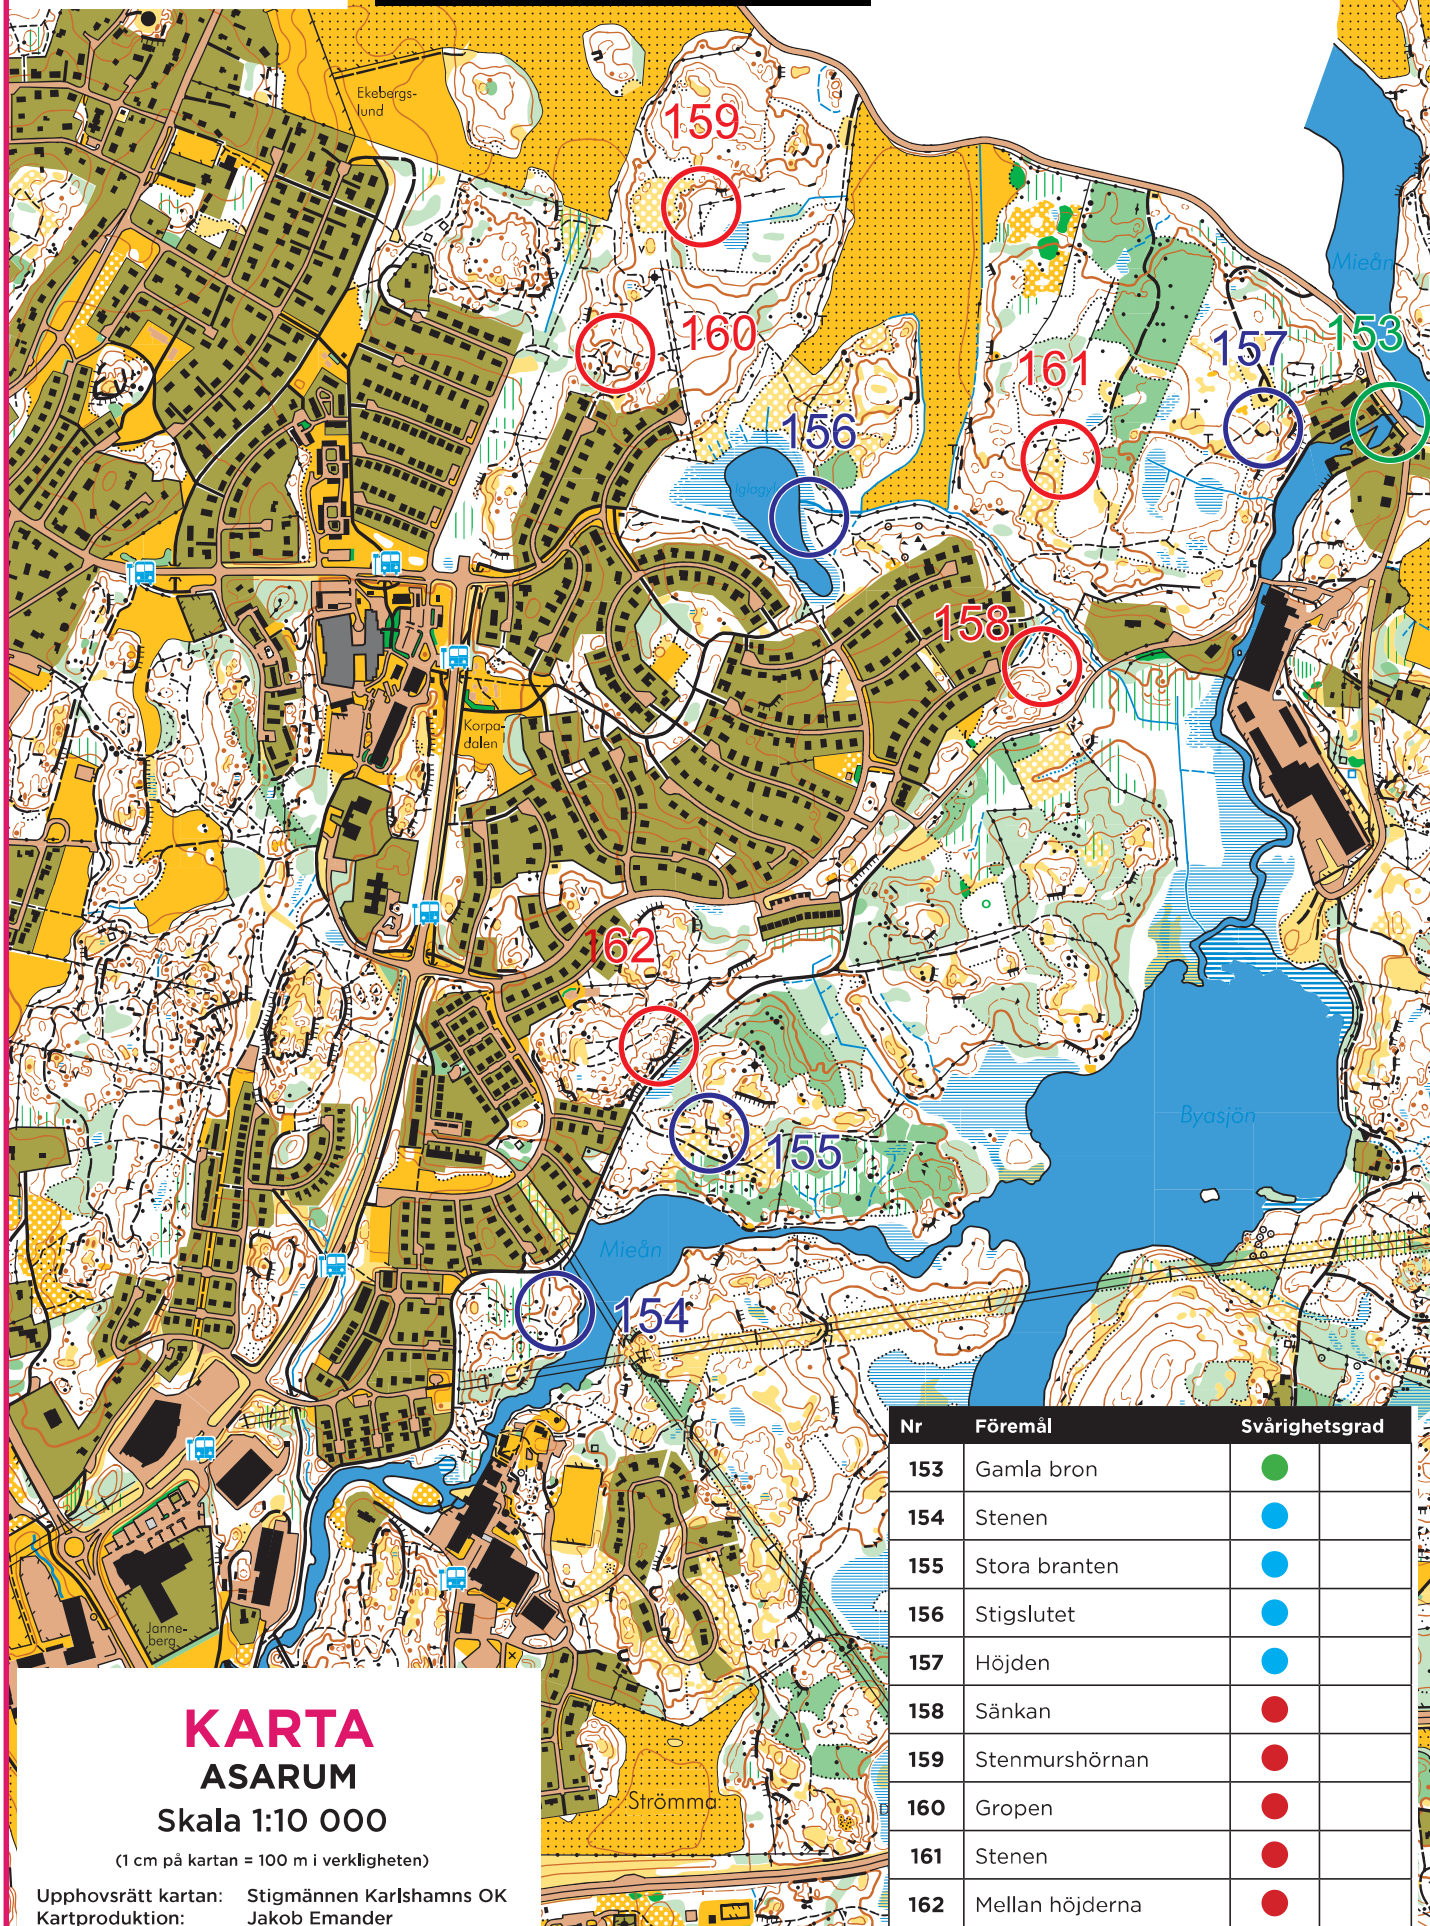 Ekebergs-
lund
159
Mieån
160
157
153
161
156
Iglagyl
158
Korpa-
dalen
162
Byasjön
155
Mieån
154
Janne-
berg
Strömma
Nr Föremål Svårighetsgrad
153 Gamla bron
154 Stenen
155 Stora branten
156 Stigslutet
157 Höjden
158 Sänkan
159 Stenmurshörnan
160 Gropen
161 Stenen
162 Mellan höjderna
KARTA
ASARUM
Skala 1:10 000
(1 cm på kartan = 100 m i verkligheten)
Upphovsrätt kartan: Stigmännen Karlshamns OK
Kartproduktion: Jakob Emander